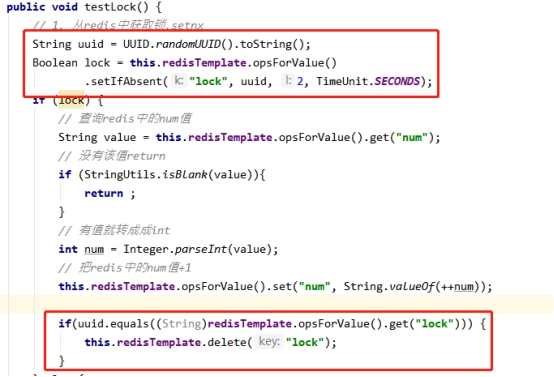 public void testLock() {
// 1. 从redis中获取锁,setnx
String uuid = UUID.randomUUID().toString();
Boolean lock = this.redisTemplate.opsForValue()
.setIfAbsent( k: "lock", uuid, l: 2, TimeUnit.SECONDS);
if (lock) {
// 查询redis中的num值
String value = this.redisTemplate.opsForValue().get("num");
// 没有该值return
if (StringUtils.isBlank(value)){
return ;
}
// 有值就转成成int
int num = Integer.parseInt(value);
// 把redis中的num值+1
this.redisTemplate.opsForValue().set("num", String.valueOf(++num));
if(uuid.equals((String)redisTemplate.opsForValue().get("lock"))) {
this.redisTemplate.delete( key: "lock");
}